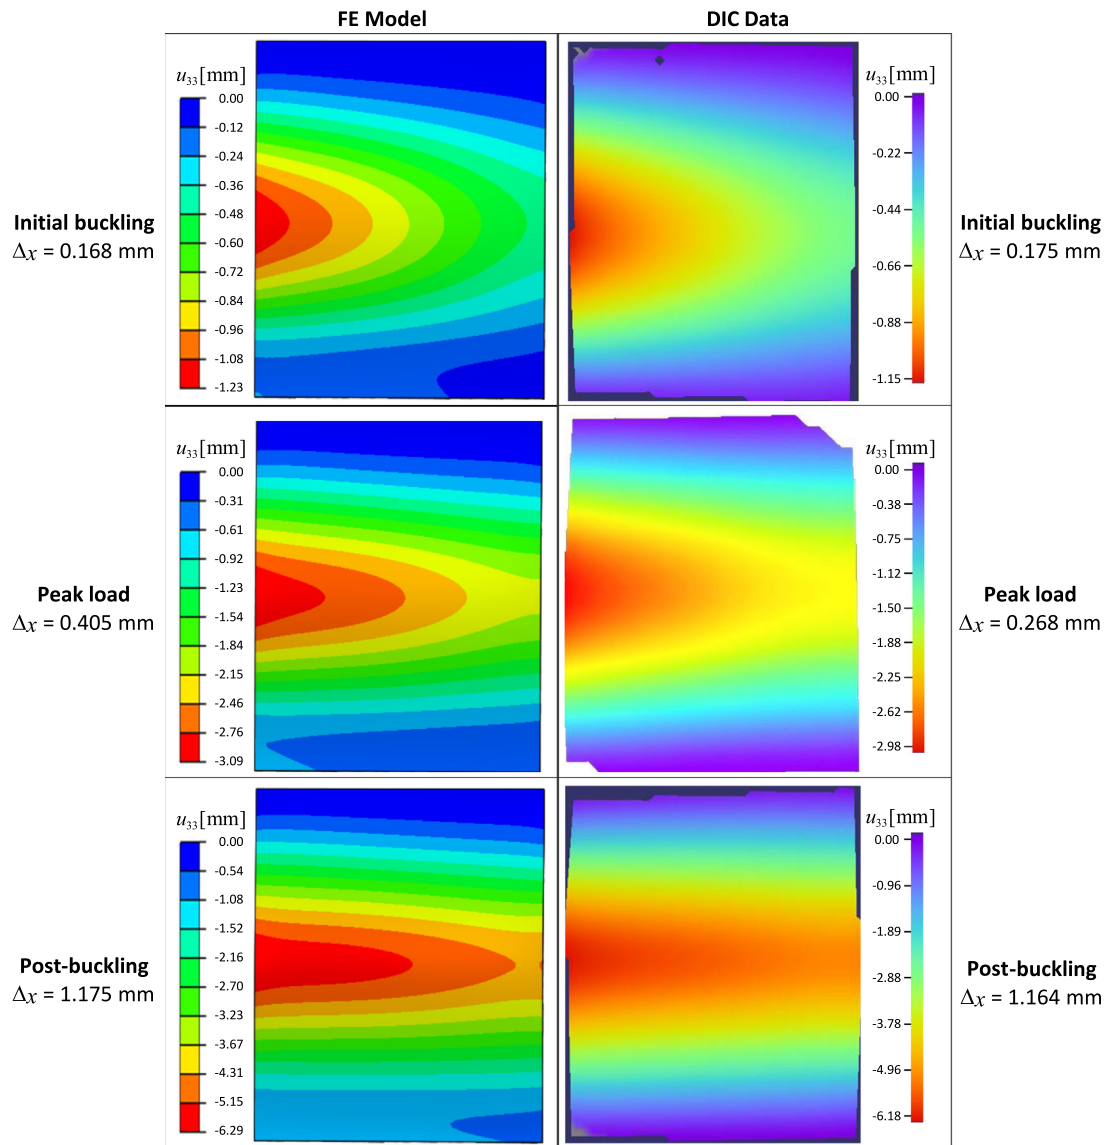 FE Model
DIC Data
u33[mm]
0.00
-0.12
-0.24
-0.36
-0.48
-0.60
-0.72
-0.84
-0.96
-1.08
-1.23
u33[mm]
0.00
-0.22
-0.44
-0.66
-0.88
-1.15
Initial buckling
Δx = 0.168 mm
Initial buckling
Δx = 0.175 mm
u33[mm]
0.00
-0.31
-0.61
-0.92
-1.23
-1.54
-1.84
-2.15
-2.46
-2.76
-3.09
u33[mm]
0.00
-0.38
-0.75
-1.12
-1.50
-1.88
-2.25
-2.62
-2.98
Peak load
Δx = 0.405 mm
Peak load
Δx = 0.268 mm
u33[mm]
0.00
-0.54
-1.08
-1.52
-2.16
-2.70
-3.23
-3.67
-4.31
-5.15
-6.29
u33[mm]
0.00
-0.96
-1.89
-2.88
-3.78
-4.96
-6.18
Post-buckling
Δx = 1.175 mm
Post-buckling
Δx = 1.164 mm